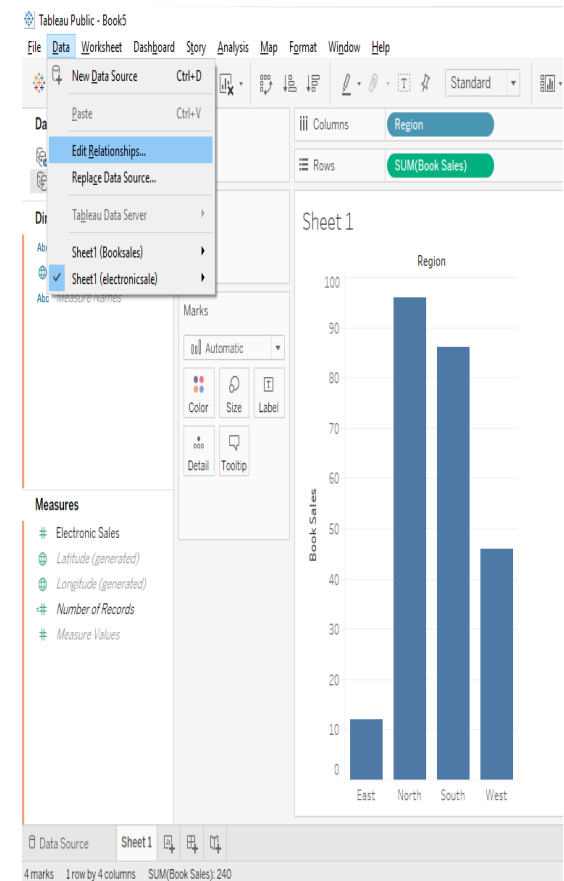 Tableau Public - Book5
File Data Worksheet Dashboard Story Analysis Map Format Window Help
New Data Source Ctrl+D
Standard
Paste Ctrl+V
Edit Relationships...
Replace Data Source...
Tableau Data Server
Sheet1 (Booksales)
Sheet1 (electronicsale)
Da
Dir
Abc Measure Names
iii Columns Region
Rows SUM(Book Sales)
Sheet 1
Region
Marks
Automatic
Color Size Label
Detail Tooltip
Measures
# Electronic Sales
Latitude (generated)
Longitude (generated)
=# Number of Records
# Measure Values
Book Sales
100
90
80
70
60
50
40
30
20
10
0
East North South West
Data Source Sheet 1
4 marks 1 row by 4 columns SUM(Book Sales): 240